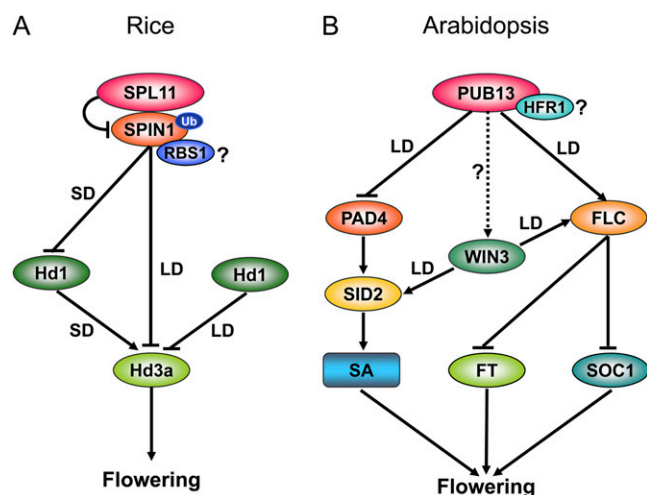 A
Rice
SPL11
SPIN1
Ub
RBS1
?
SD
Hd1
LD
Hd1
SD
LD
Hd3a
Flowering
B
Arabidopsis
PUB13
HFR1
?
LD
?
LD
PAD4
FLC
LD
WIN3
LD
SID2
SA
FT
SOC1
Flowering